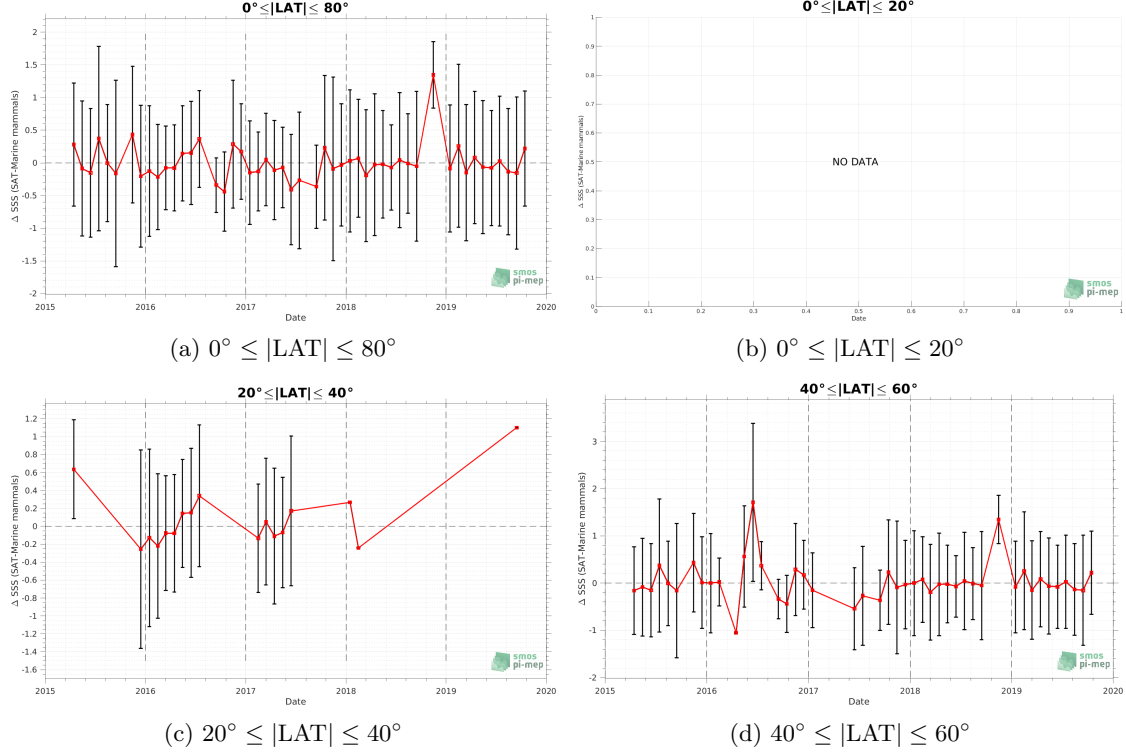 0°≤|LAT|≤ 80°
2
1.5
1
0.5
0
-0.5
-1
-1.5
-2
Δ SSS (SAT-Marine mammals)
2015
2016
2017
2018
2019
2020
Date
smos
pi-mep
(a) 0° ≤ |LAT| ≤ 80°
0°≤|LAT|≤ 20°
1
0.9
0.8
0.7
0.6
0.5
0.4
0.3
0.2
0.1
0
Δ SSS (SAT-Marine mammals)
NO DATA
0
0.1
0.2
0.3
0.4
0.5
0.6
0.7
0.8
0.9
1
Date
smos
pi-mep
(b) 0° ≤ |LAT| ≤ 20°
20°≤|LAT|≤ 40°
1.2
1
0.8
0.6
0.4
0.2
0
-0.2
-0.4
-0.6
-0.8
-1
-1.2
-1.4
-1.6
Δ SSS (SAT-Marine mammals)
2015
2016
2017
2018
2019
2020
Date
smos
pi-mep
(c) 20° ≤ |LAT| ≤ 40°
40°≤|LAT|≤ 60°
3
2
1
0
-1
-2
Δ SSS (SAT-Marine mammals)
2015
2016
2017
2018
2019
2020
Date
smos
pi-mep
(d) 40° ≤ |LAT| ≤ 60°